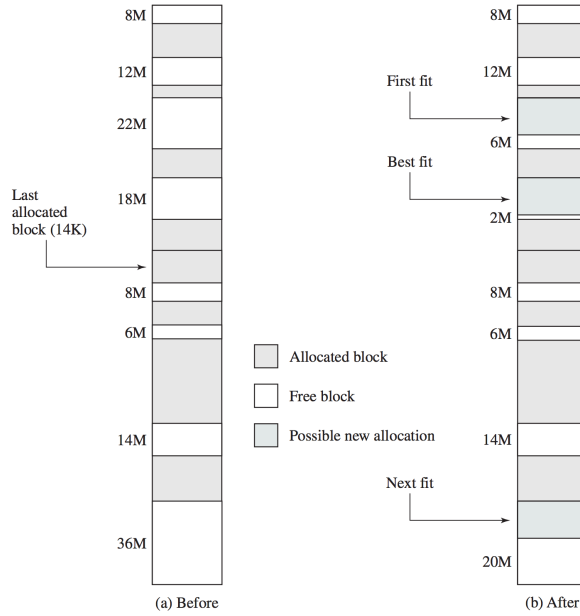 8M
12M
22M
18M
Last
allocated
block (14K)
8M
6M
14M
36M
(a) Before
Allocated block
Free block
Possible new allocation
8M
12M
First fit
6M
Best fit
2M
8M
6M
14M
Next fit
20M
(b) After